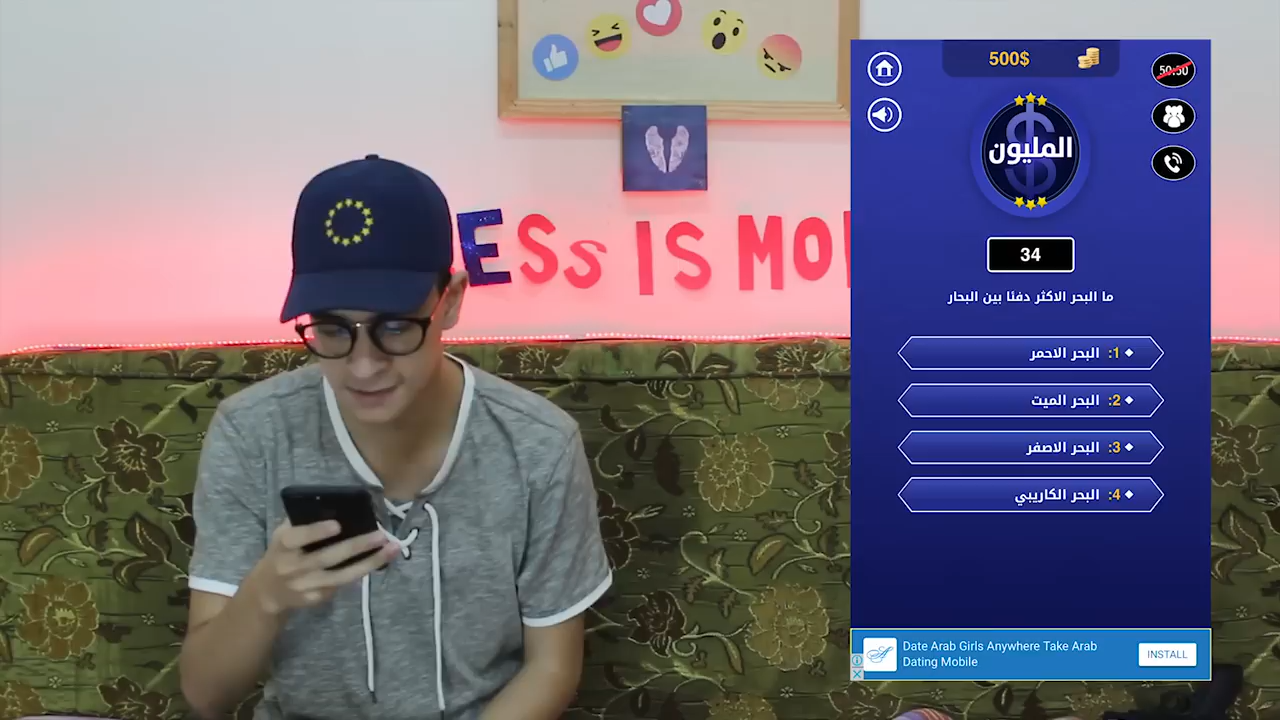 ESS IS MO
500$
50:50
المليون
34
ما البحر الاكثر دفئا بين البحار
1: البحر الاحمر
2: البحر الميت
3: البحر الاصفر
4: البحر الكاريبي
Date Arab Girls Anywhere Take Arab
Dating Mobile
INSTALL